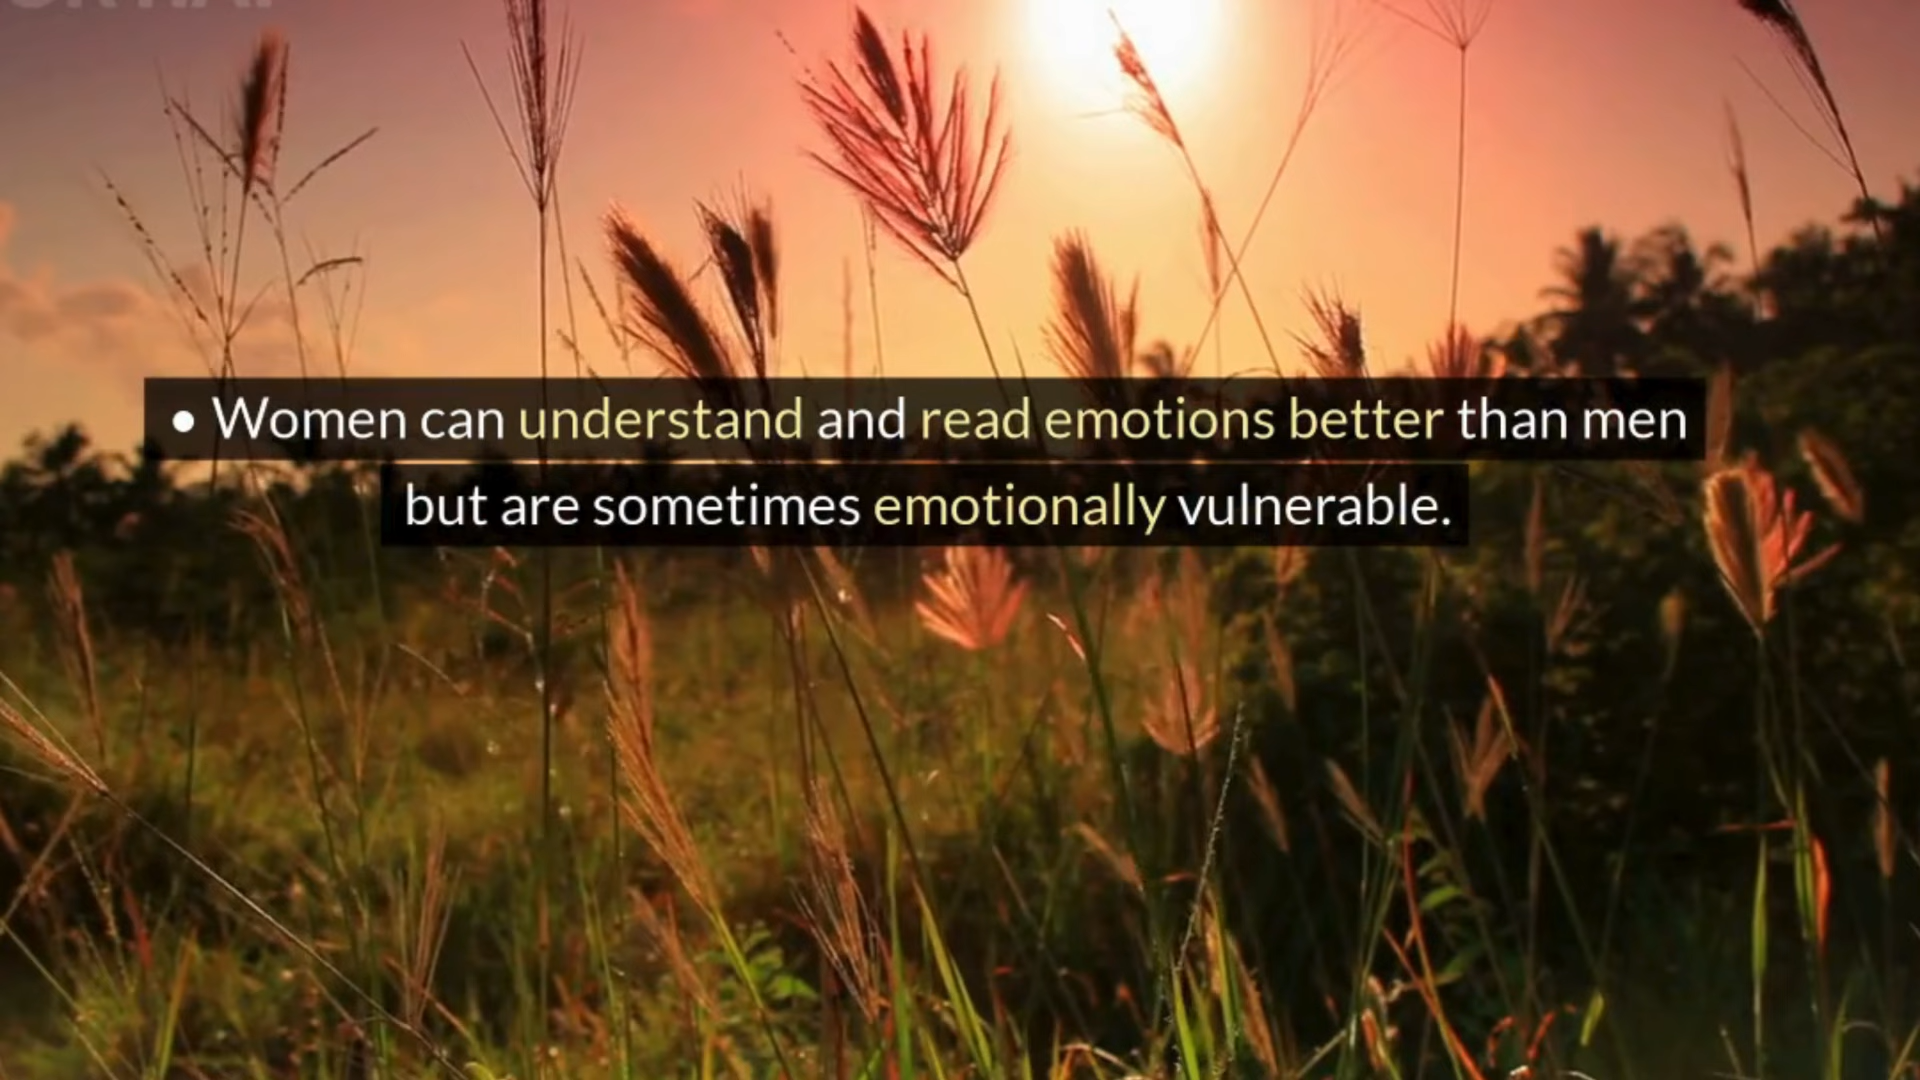 • Women can understand and read emotions better than men
but are sometimes emotionally vulnerable.